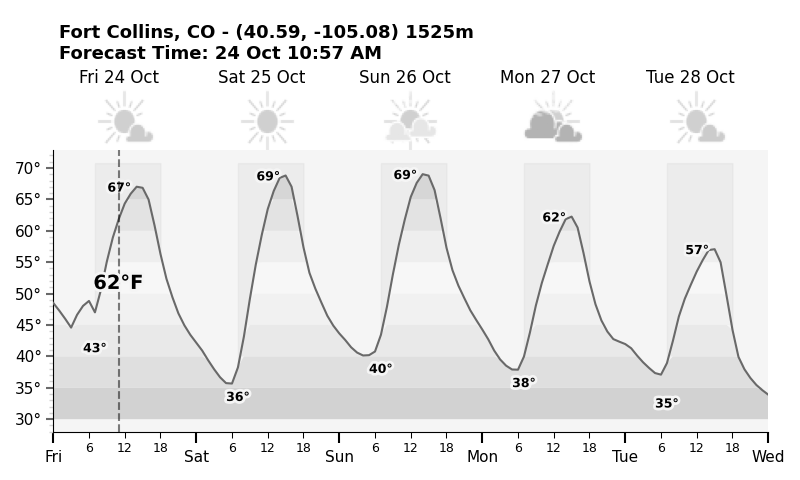 Fort Collins, CO - (40.59, -105.08) 1525m
Forecast Time: 24 Oct 10:57 AM
Fri 24 Oct Sat 25 Oct Sun 26 Oct Mon 27 Oct Tue 28 Oct
70°
65°
60°
55°
50°
45°
40°
35°
30°
67° 69° 69° 62° 57°
62°F
43° 36° 40° 38° 35°
6 12 18 6 12 18 6 12 18 6 12 18 6 12 18
Fri Sat Sun Mon Tue Wed